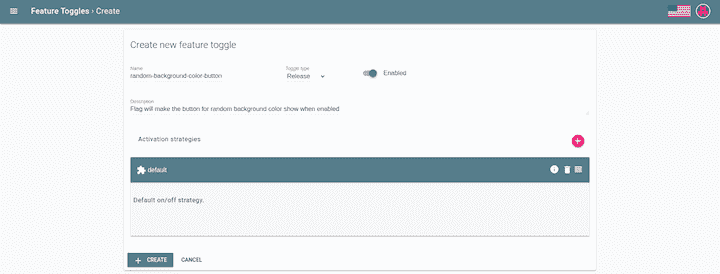 Feature Toggles › Create
Create new feature toggle
Name
Toggle type
random-background-color-button
Release
Enabled
Description
Flag will make the button for random background color show when enabled
Activation strategies
default
Default on/off strategy.
CREATE
CANCEL